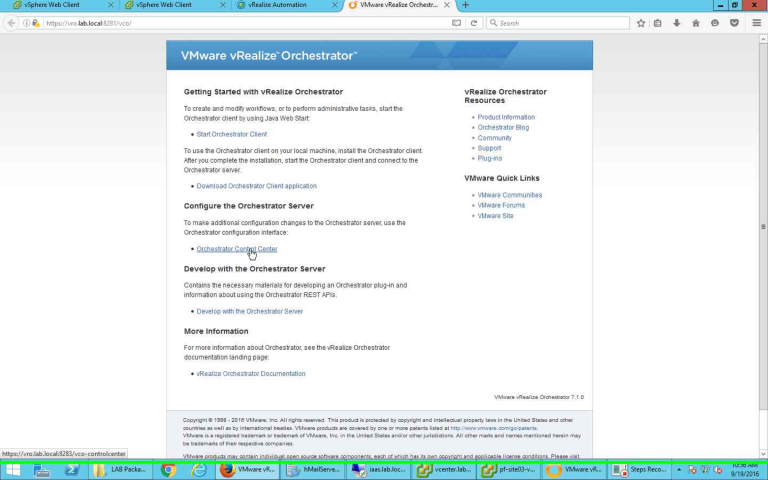 vSphere Web Client
vSphere Web Client
vRealize Automation
VMware vRealize Orchestr...
https://vro.lab.local:8281/vco/
Search
VMware vRealize™ Orchestrator™
Getting Started with vRealize Orchestrator
To create and modify workflows, or to perform administrative tasks, start the
Orchestrator client by using Java Web Start:
• Start Orchestrator Client
To use the Orchestrator client on your local machine, install the Orchestrator client.
After you complete the installation, start the Orchestrator client and connect to the
Orchestrator server.
• Download Orchestrator Client application
Configure the Orchestrator Server
To make additional configuration changes to the Orchestrator server, use the
Orchestrator configuration interface:
• Orchestrator Control Center
Develop with the Orchestrator Server
Contains the necessary materials for developing an Orchestrator plug-in and
information about using the Orchestrator REST APIs.
• Develop with the Orchestrator Server
More Information
For more information about Orchestrator, see the vRealize Orchestrator
documentation landing page:
• vRealize Orchestrator Documentation
vRealize Orchestrator
Resources
• Product Information
• Orchestrator Blog
• Community
• Support
• Plug-ins
VMware Quick Links
• VMware Communities
• VMware Forums
• VMware Site
VMware vRealize Orchestrator 7.1.0
Copyright © 1998 - 2016 VMware, Inc. All rights reserved. This product is protected by copyright and intellectual property laws in the United States and other
countries as well as by international treaties. VMware products are covered by one or more patents listed at http://www.vmware.com/go/patents.
VMware is a registered trademark or trademark of VMware, Inc. in the United States and/or other jurisdictions. All other marks and names mentioned herein may
be trademarks of their respective companies.
VMware products may contain individual open source software components, each of which has its own copyright and applicable license conditions. Please visit
https://vro.lab.local:8283/vco-controlcenter
LAB Packa...
VMware vR...
hMailServe...
iaas.lab.loc...
vcenter.lab...
pf-site03-v...
VMware vR...
Steps Reco...
10:56 AM
9/19/2016